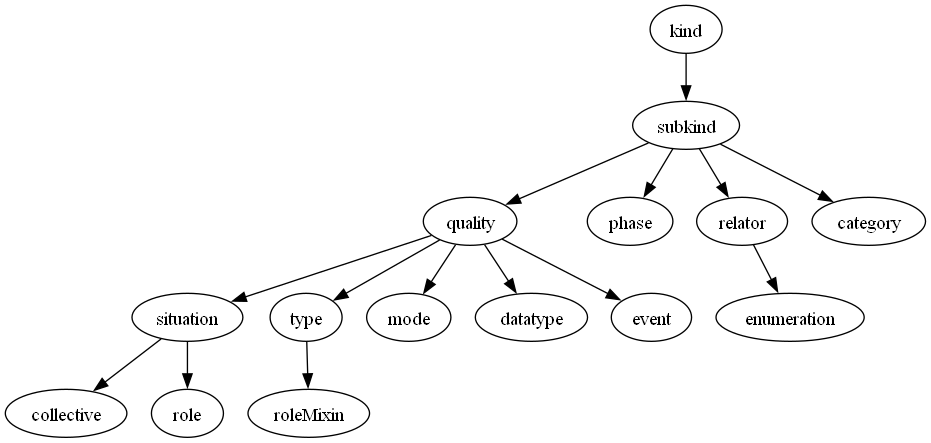 kind
subkind
quality
phase
relator
category
situation
type
mode
datatype
event
enumeration
collective
role
roleMixin